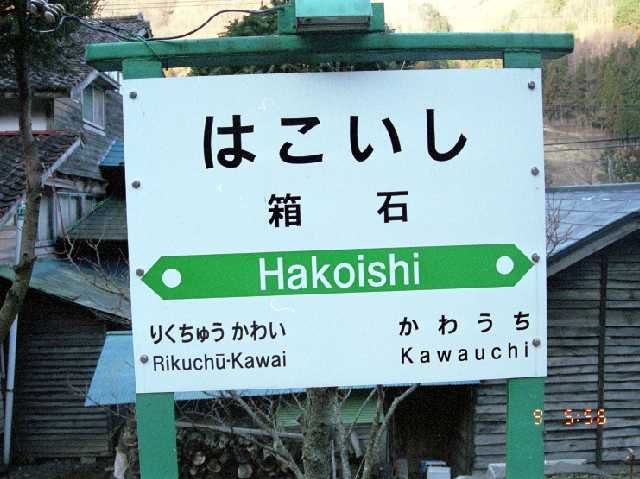 はこいし
箱石
Hakoishi
りくちゅうかわい かわうち
Rikuchū-Kawai Kawauchi
9 5:56